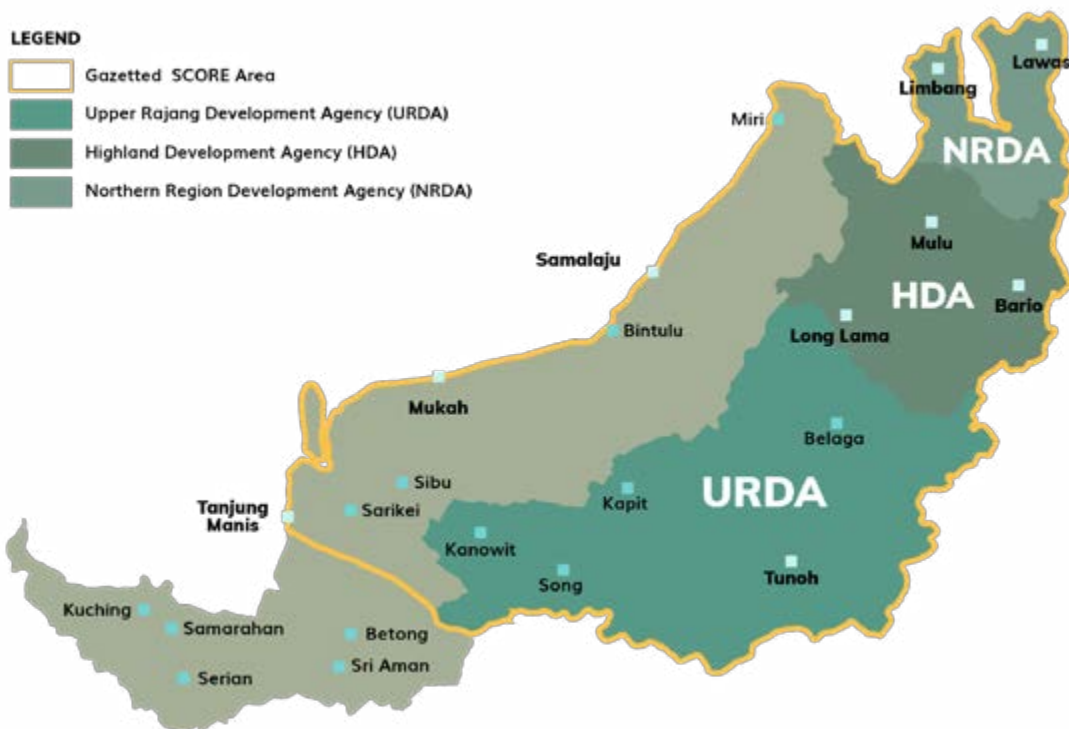 LEGEND
Gazetted SCORE Area
Upper Rajang Development Agency (URDA)
Highland Development Agency (HDA)
Northern Region Development Agency (NRDA)
Lawas
Limbang
Miri
NRDA
Mulu
Samalaju
HDA
Bario
Bintulu
Long Lama
Mukah
Belaga
Sibu
URDA
Kapit
Tanjung
Manis
Sarikei
Kanowit
Song
Tunoh
Kuching
Samarahan
Betong
Sri Aman
Serian